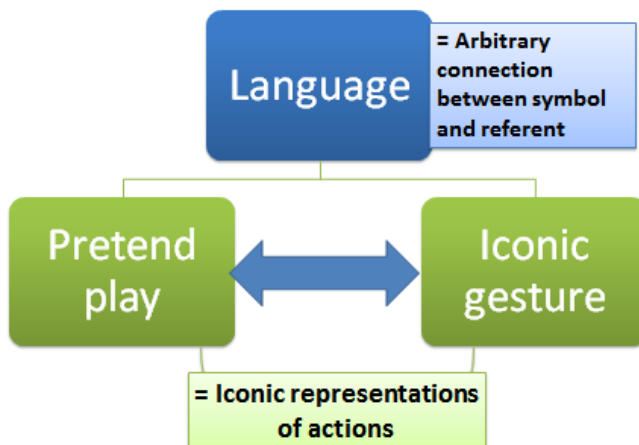 Language
= Arbitrary
connection
between symbol
and referent
Pretend
play
Iconic
gesture
= Iconic representations
of actions